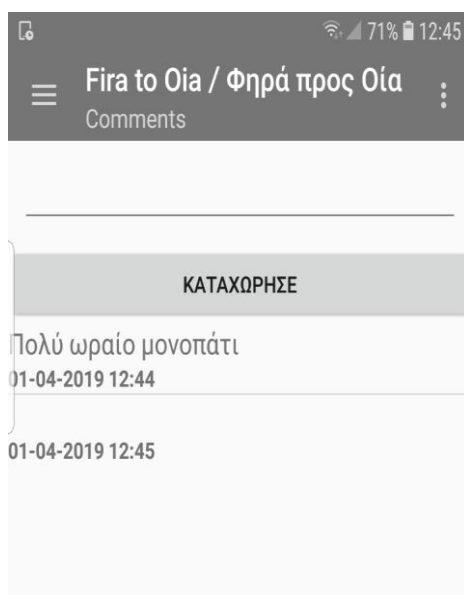 71% 12:45
Fira to Oia / Φηρά προς Οία
Comments
ΚΑΤΑΧΩΡΗΣΕ
Πολύ ωραίο μονοπάτι
01-04-2019 12:44
01-04-2019 12:45